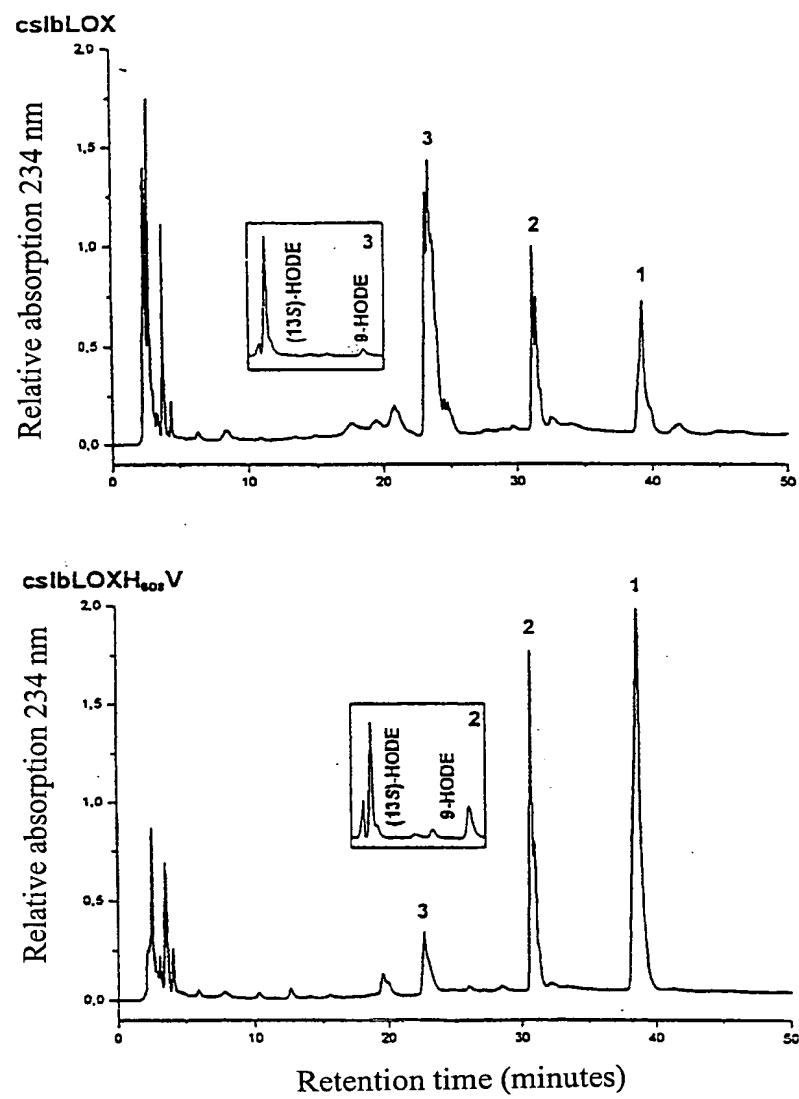 cslbLOX
2,0
1,5
1,0
0,5
0,0
Relative absorption 234 nm
3
2
1
3
(13S)-HODE
9-HODE
0 10 20 30 40 50
cslbLOXH₆₀₈V
2,0
1,5
1,0
0,5
0,0
Relative absorption 234 nm
1
2
3
2
(13S)-HODE
9-HODE
0 10 20 30 40 50
Retention time (minutes)